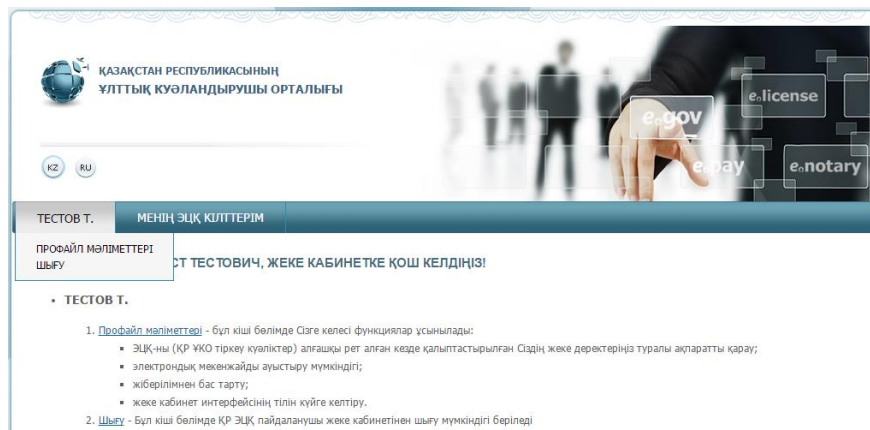 ҚАЗАҚСТАН РЕСПУБЛИКАСЫНЫҢ
ҰЛТТЫҚ КУӘЛАНДЫРУШЫ ОРТАЛЫҒЫ
e.license
e.gov
e.pay
e.notary
KZ RU
ТЕСТОВ Т. МЕНІҢ ЭЦҚ КІЛТТЕРІМ
ПРОФАЙЛ МӘЛІМЕТТЕРІ
ШЫҒУ
СТ ТЕСТОВИЧ, ЖЕКЕ КАБИНЕТКЕ ҚОШ КЕЛДІҢІЗ!
• ТЕСТОВ Т.
1. Профайл мәліметтері - бұл кіші бөлімде Сізге келесі функциялар ұсынылады:
▪ ЭЦҚ-ны (ҚР ҰКО тіркеу куәліктер) алғашқы рет алған кезде қалыптастырылған Сіздің жеке деректеріңіз туралы ақпаратты қарау;
▪ электрондық мекенжайды ауыстыру мүмкіндігі;
▪ жіберілімнен бас тарту;
▪ жеке кабинет интерфейсінің тілін күйге келтіру.
2. Шығу - Бұл кіші бөлімде ҚР ЭЦҚ пайдаланушы жеке кабинетінен шығу мүмкіндігі беріледі